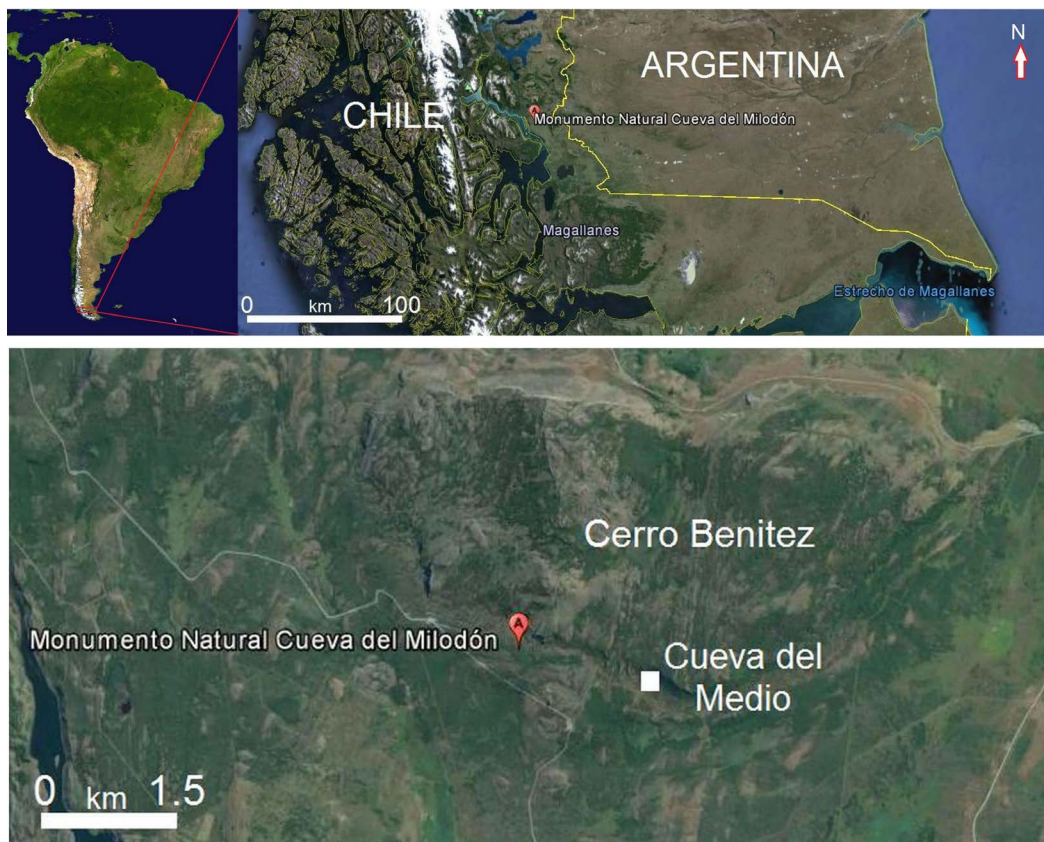 N
ARGENTINA
CHILE
A
Monumento Natural Cueva del Milodón
Magallanes
Estrecho de Magallanes
0 km 100
Cerro Benitez
A
Monumento Natural Cueva del Milodón
Cueva del
Medio
0 km 1.5